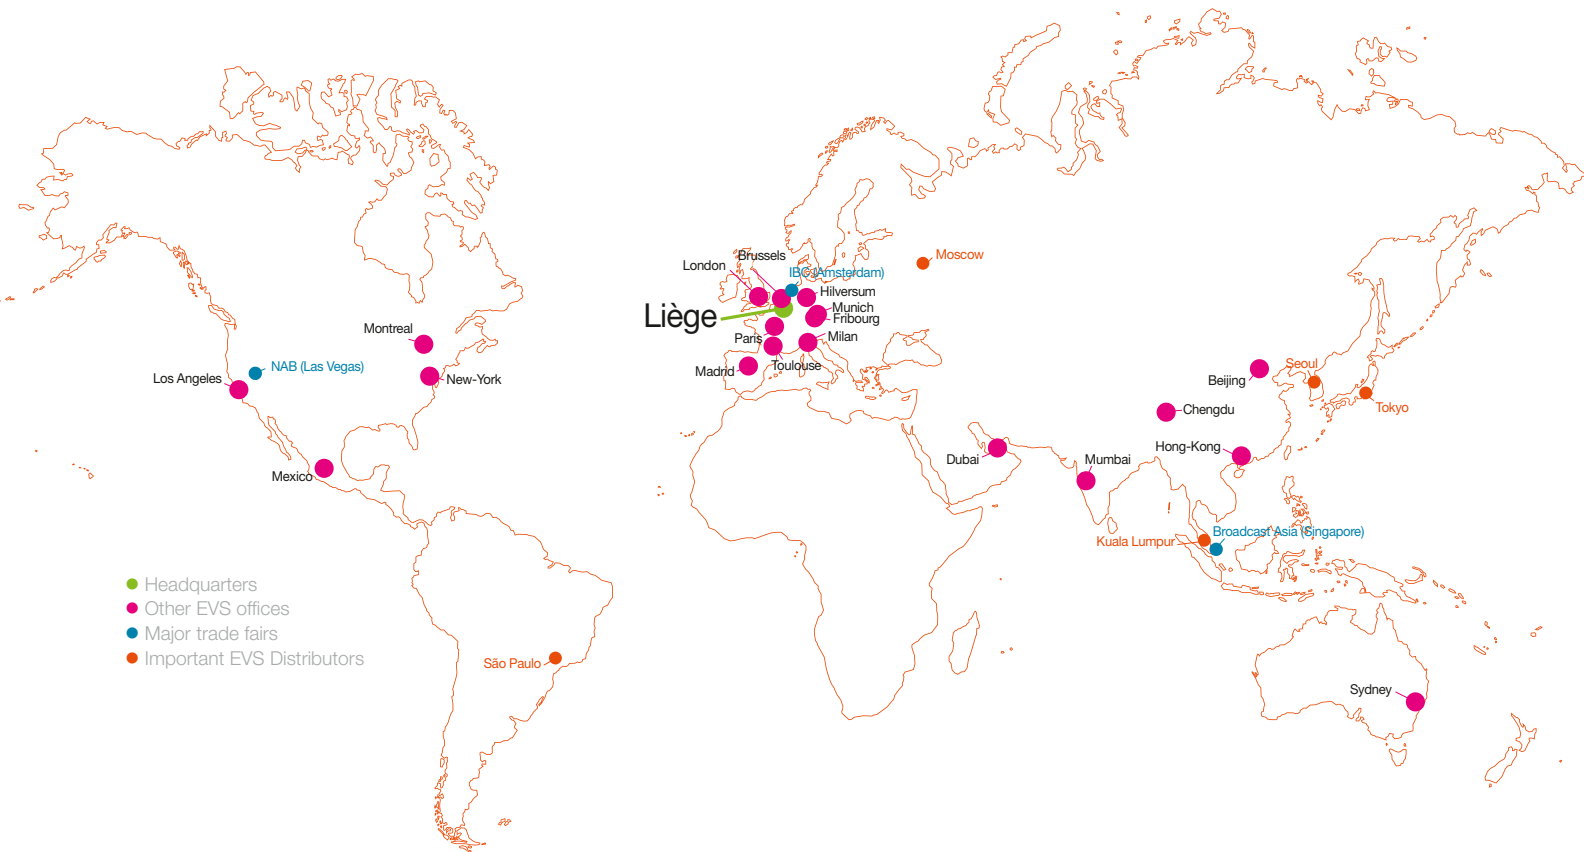 Moscow
Brussels
London
IBC (Amsterdam)
Hilversum
Liège
Munich
Fribourg
Montreal
Paris
Milan
NAB (Las Vegas)
Toulouse
Seoul
Los Angeles
New-York
Madrid
Beijing
Tokyo
Chengdu
Hong-Kong
Dubai
Mumbai
Mexico
Broadcast Asia (Singapore)
Kuala Lumpur
Headquarters
Other EVS offices
Major trade fairs
Important EVS Distributors
São Paulo
Sydney